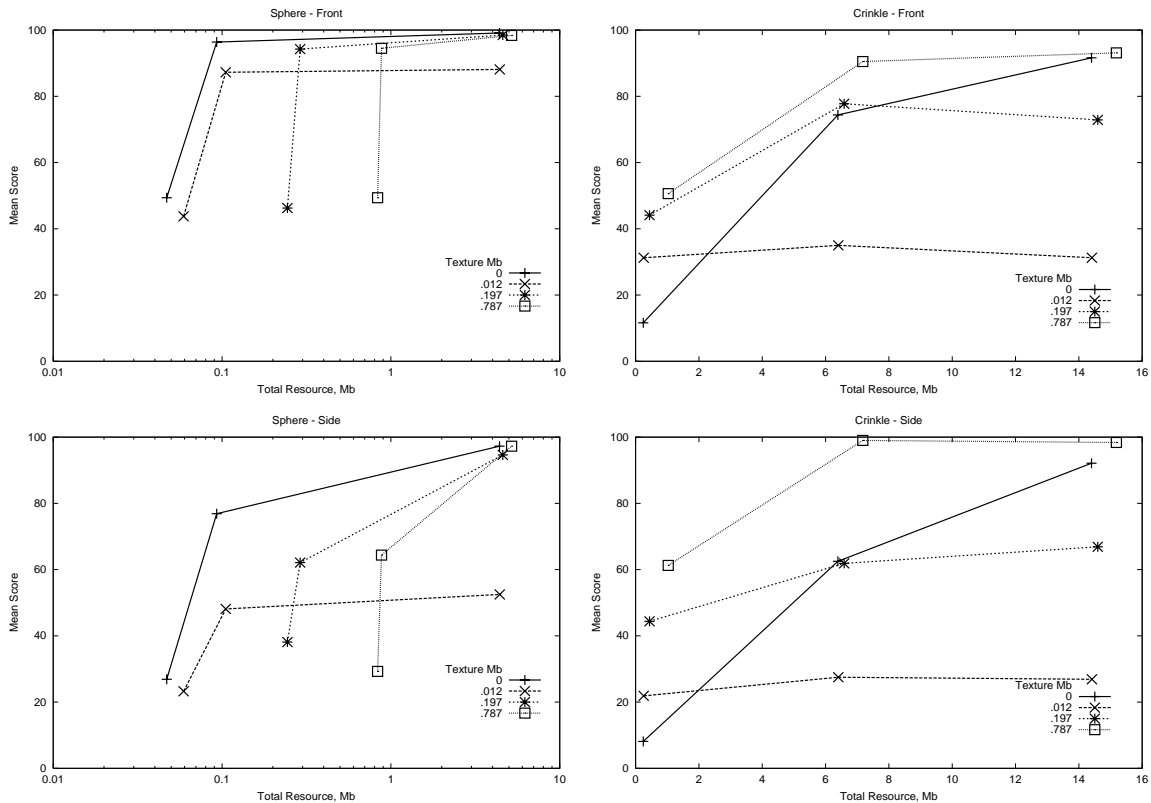 Sphere - Front
100
80
60
40
20
0
Mean Score
Texture Mb
0
.012
.197
.787
0.01 0.1 1 10
Total Resource, Mb
Crinkle - Front
100
80
60
40
20
0
Mean Score
Texture Mb
0
.012
.197
.787
0 2 4 6 8 10 12 14 16
Total Resource, Mb
Sphere - Side
100
80
60
40
20
0
Mean Score
Texture Mb
0
.012
.197
.787
0.01 0.1 1 10
Total Resource, Mb
Crinkle - Side
100
80
60
40
20
0
Mean Score
Texture Mb
0
.012
.197
.787
0 2 4 6 8 10 12 14 16
Total Resource, Mb